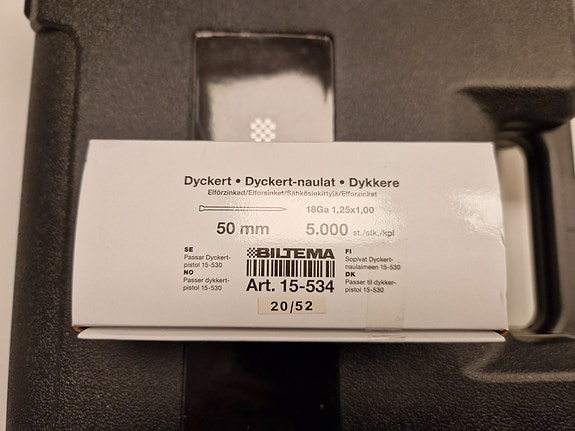 Dyckert • Dyckert-naulat • Dykkere
Elförzinkad/Elforsinket/Sähkösinkittyjä/Elforzinket
18Ga 1,25x1,00
50 mm 5.000 st./stk./kpl
SE
Passar Dyckert-
pistol 15-530
NO
Passer dykkert-
pistol 15-530
BILTEMA
Art. 15-534
20/52
FI
Sopivat Dyckert-
naulaimeen 15-530
DK
Passer til dykker-
pistol 15-530